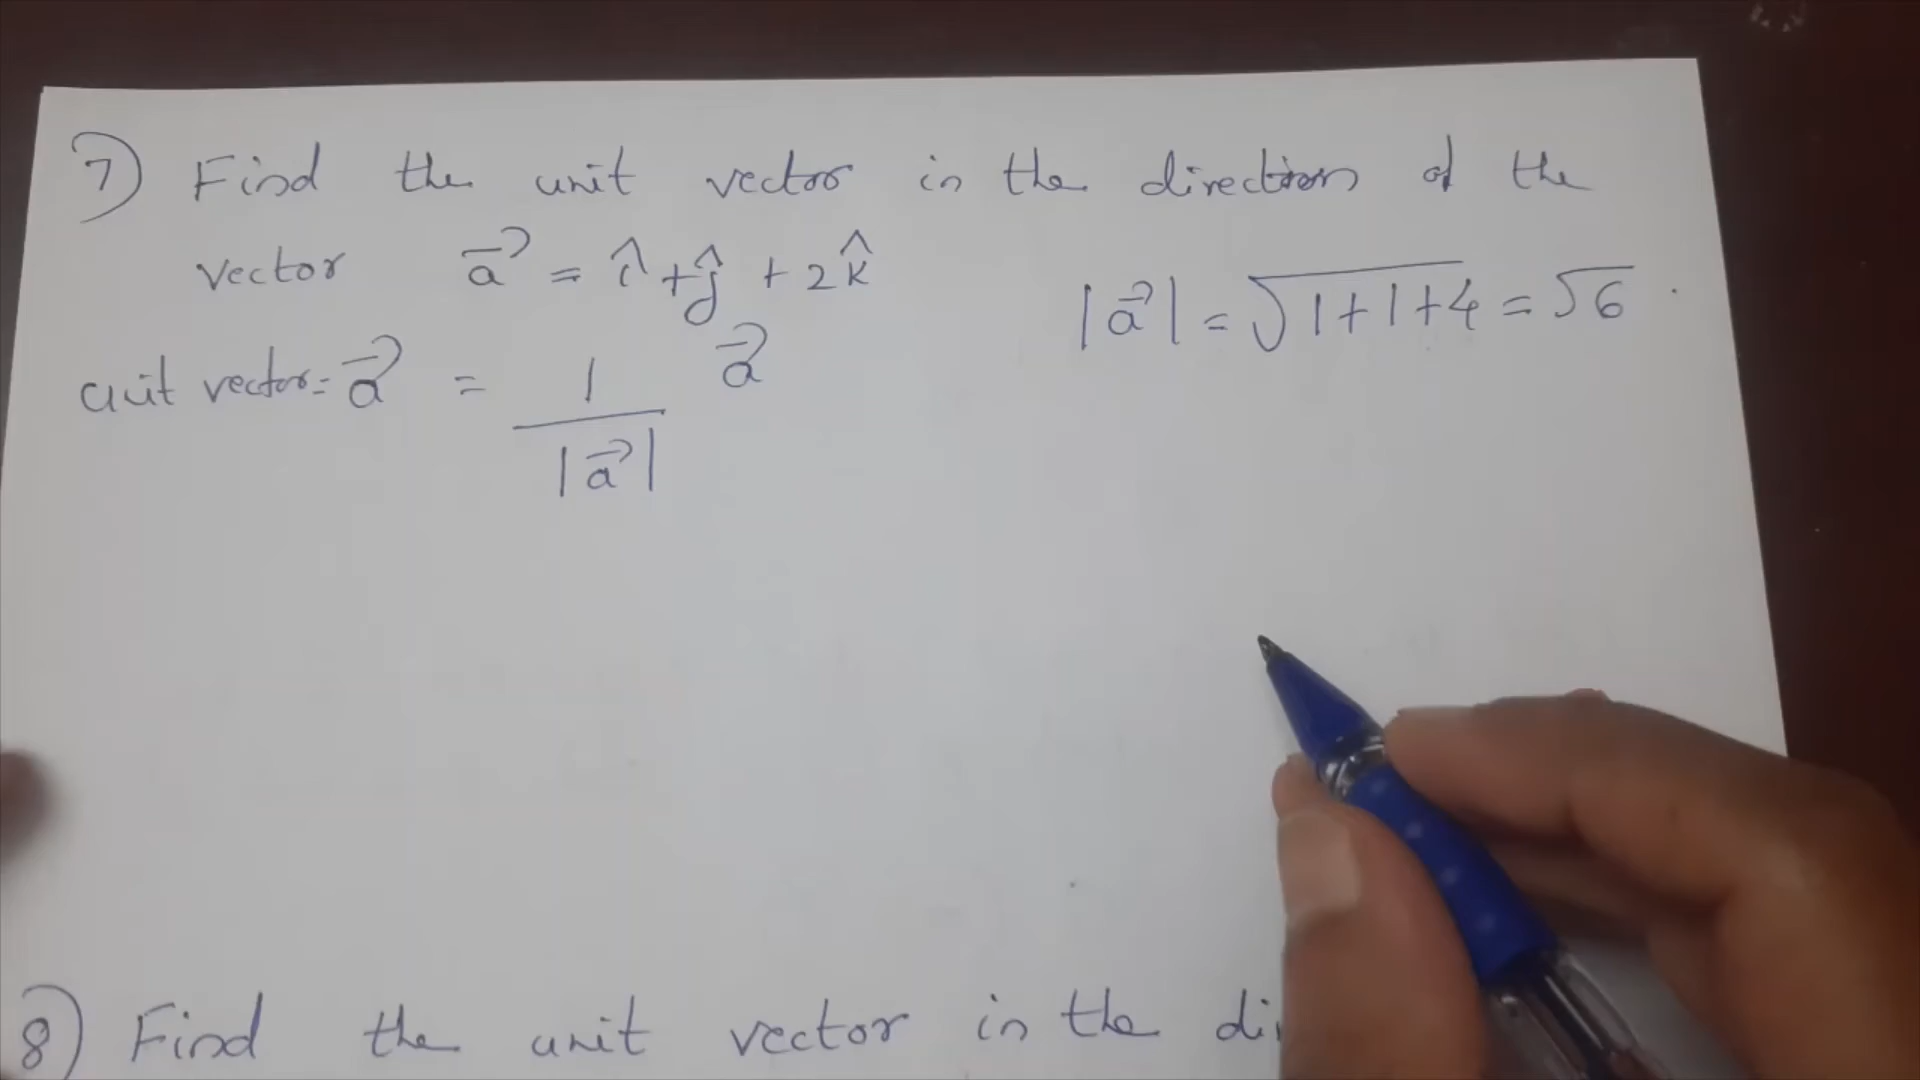 7) Find the unit vector in the direction of the
vector a⃗ = î + ĵ + 2k̂
|a⃗| = √1+1+4 = √6 .
unit vector = a⃗ = 1/|a⃗| a⃗
8) Find the unit vector in the di